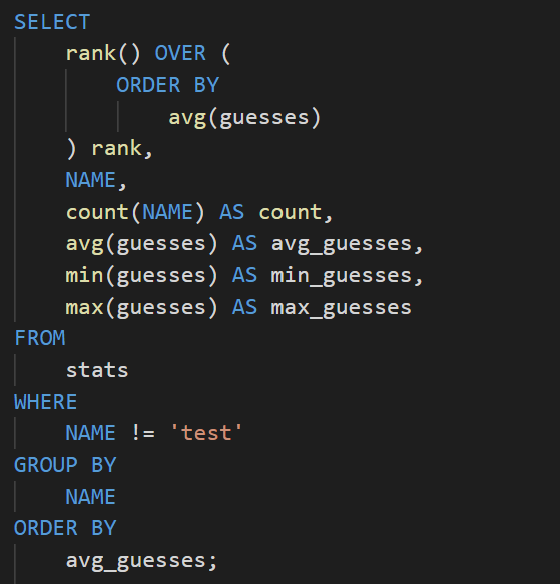 SELECT
rank() OVER (
ORDER BY
avg(guesses)
) rank,
NAME,
count(NAME) AS count,
avg(guesses) AS avg_guesses,
min(guesses) AS min_guesses,
max(guesses) AS max_guesses
FROM
stats
WHERE
NAME != 'test'
GROUP BY
NAME
ORDER BY
avg_guesses;